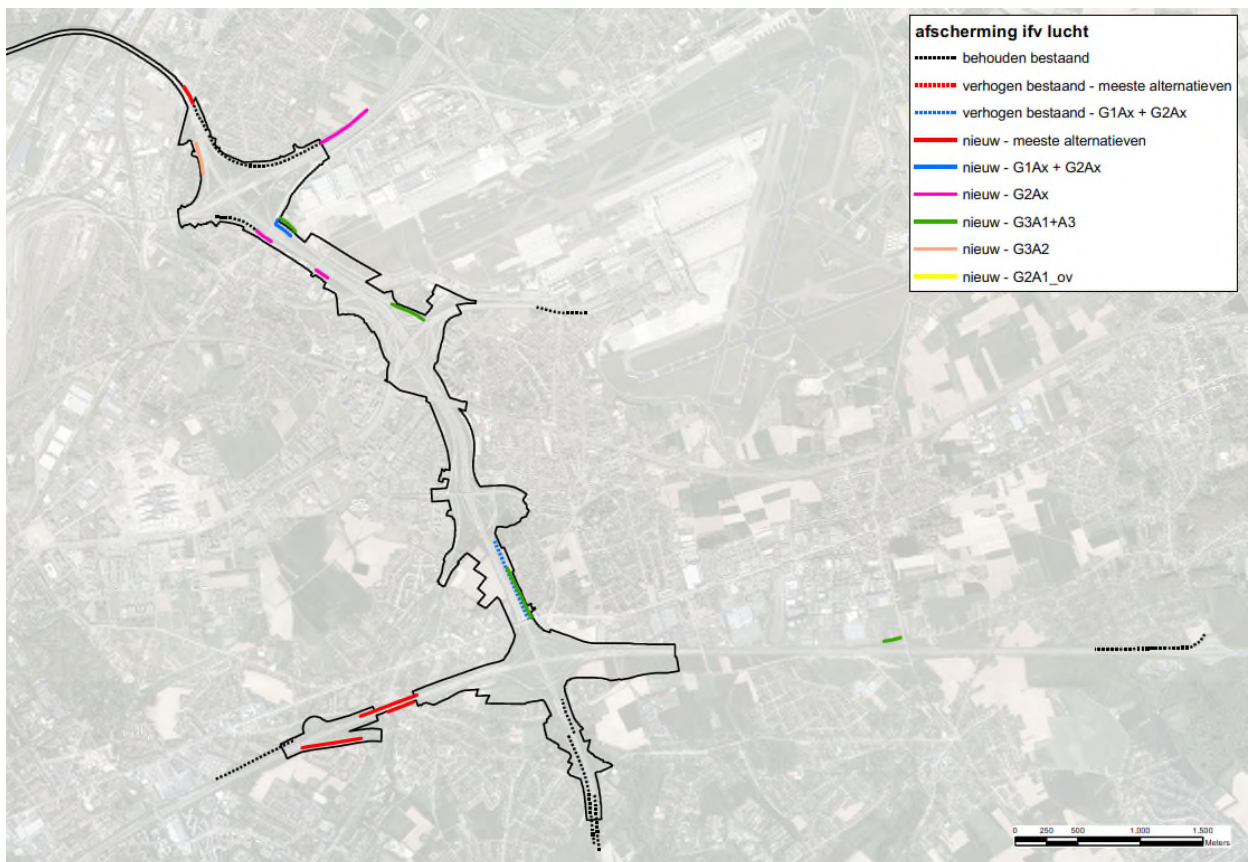 afscherming ifv lucht
behouden bestaand
verhogen bestaand - meeste alternatieven
verhogen bestaand - G1Ax + G2Ax
nieuw - meeste alternatieven
nieuw - G1Ax + G2Ax
nieuw - G2Ax
nieuw - G3A1+A3
nieuw - G3A2
nieuw - G2A1_ov
0 250 500 1.000 1.500
Meters